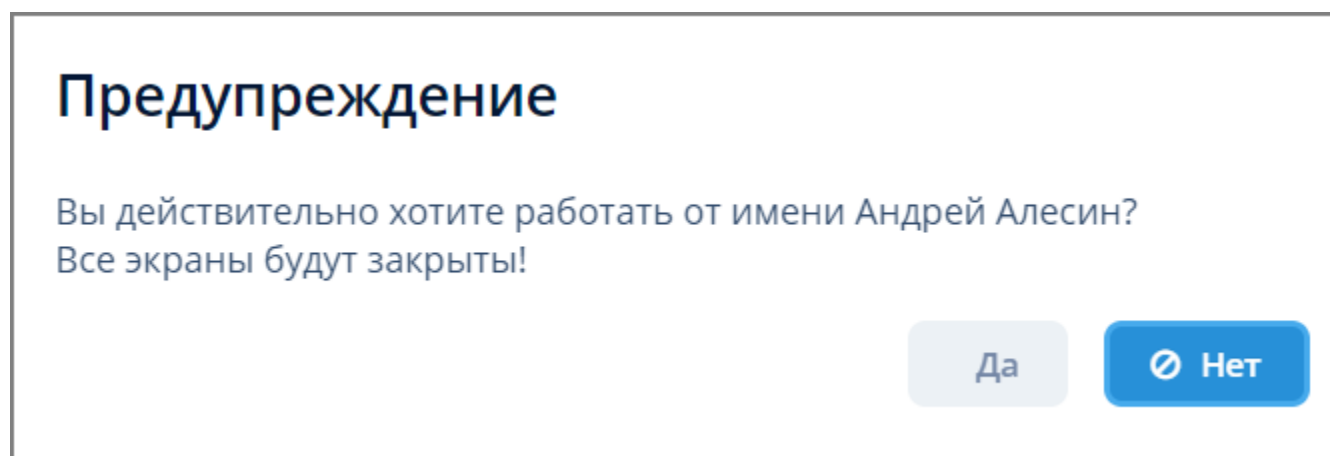 Предупреждение
Вы действительно хотите работать от имени Андрей Алесин?
Все экраны будут закрыты!
Да
Нет